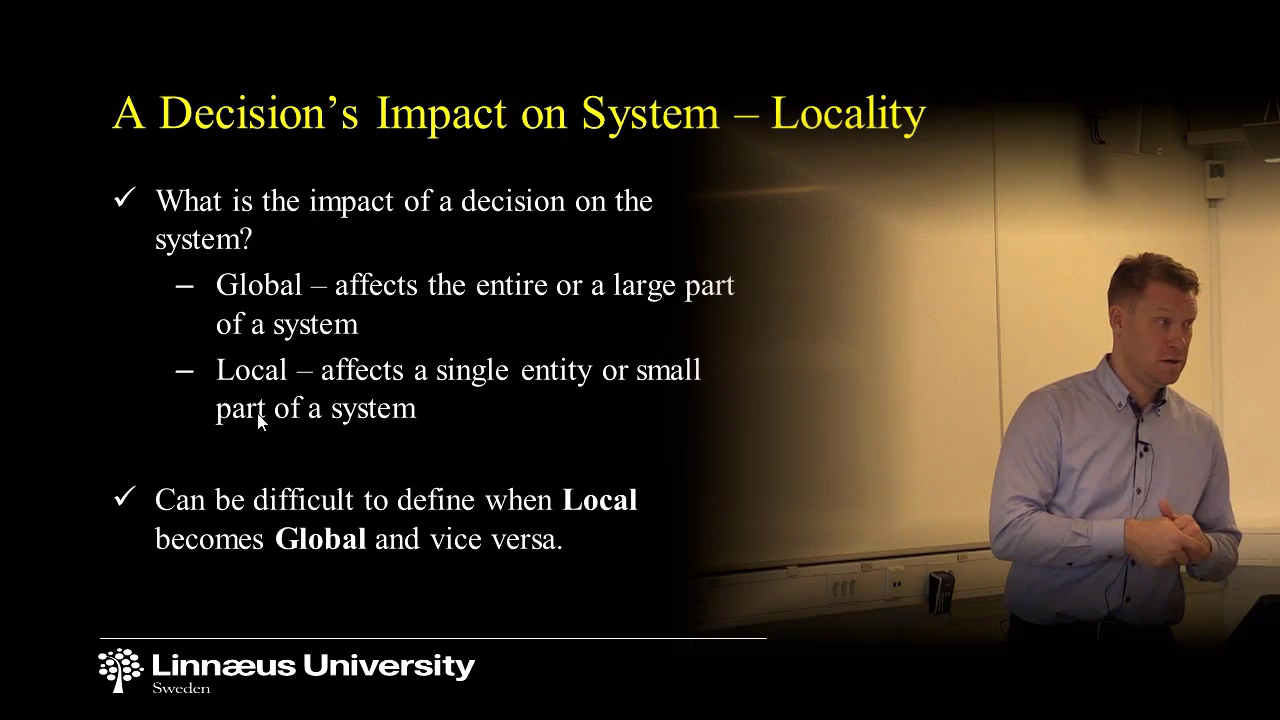 A Decision’s Impact on System – Locality
✓ What is the impact of a decision on the
system?
– Global – affects the entire or a large part
of a system
– Local – affects a single entity or small
part of a system
✓ Can be difficult to define when Local
becomes Global and vice versa.
Linnæus University
Sweden